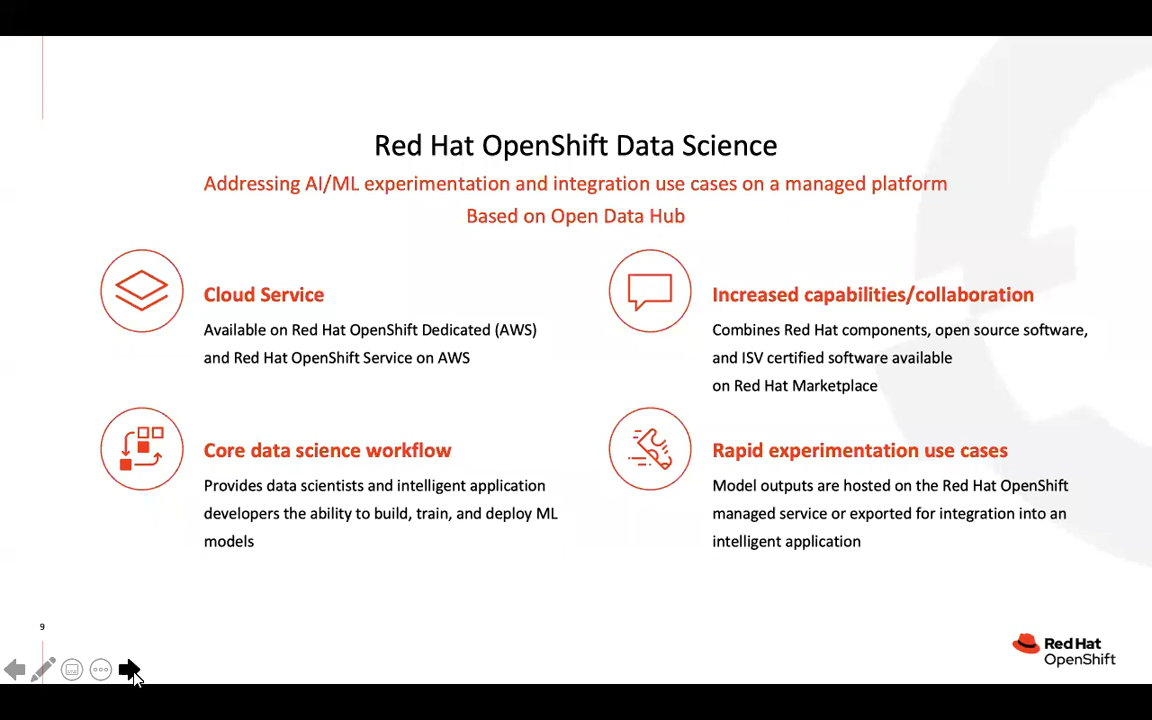 Red Hat OpenShift Data Science
Addressing AI/ML experimentation and integration use cases on a managed platform
Based on Open Data Hub
Cloud Service
Available on Red Hat OpenShift Dedicated (AWS)
and Red Hat OpenShift Service on AWS
Increased capabilities/collaboration
Combines Red Hat components, open source software,
and ISV certified software available
on Red Hat Marketplace
Core data science workflow
Provides data scientists and intelligent application
developers the ability to build, train, and deploy ML
models
Rapid experimentation use cases
Model outputs are hosted on the Red Hat OpenShift
managed service or exported for integration into an
intelligent application
9
Red Hat
OpenShift